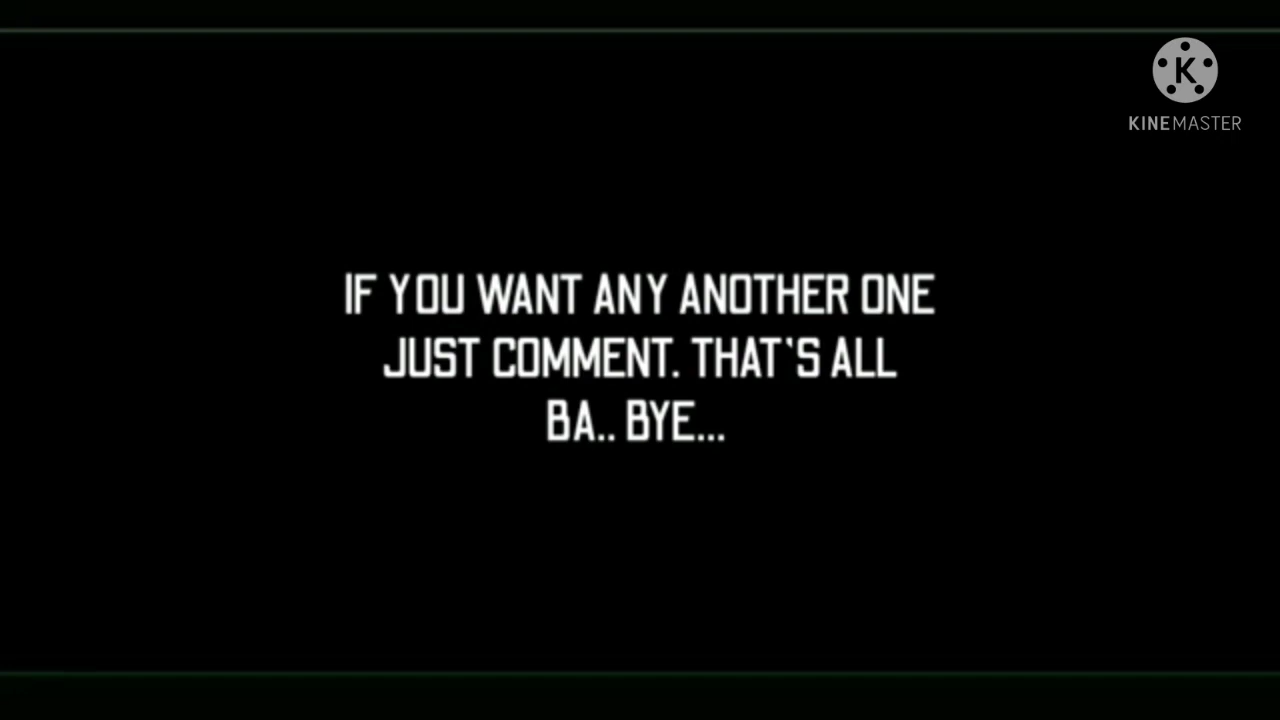 K
KINEMASTER
IF YOU WANT ANY ANOTHER ONE
JUST COMMENT. THAT'S ALL
BA.. BYE...